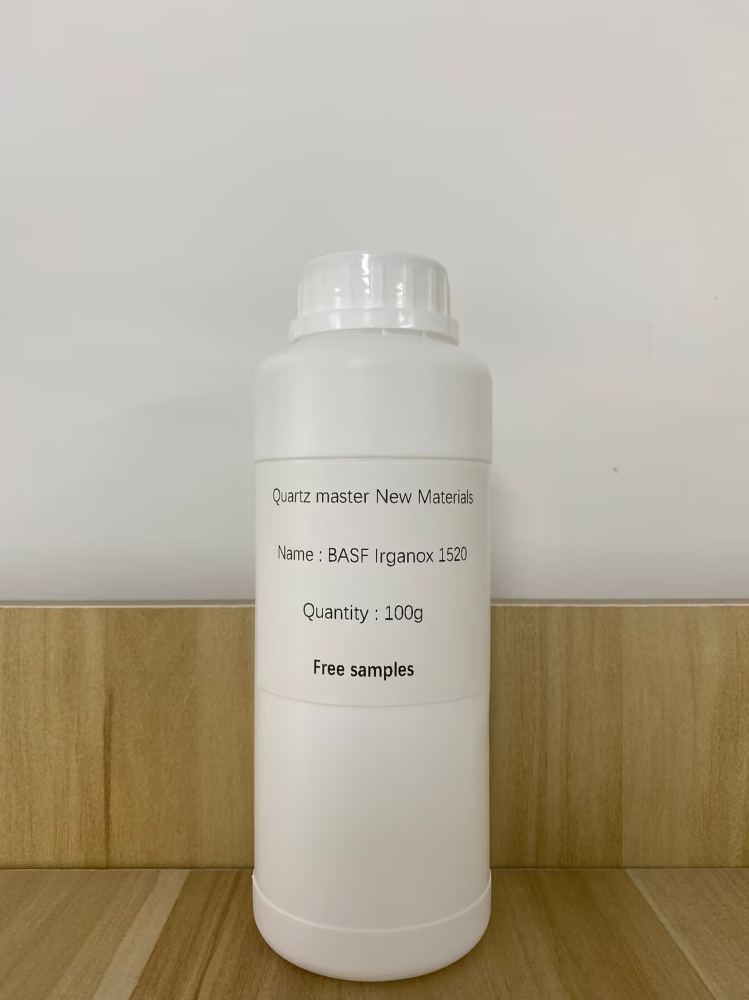 Quartz master New Materials
Name : BASF Irganox 1520
Quantity : 100g
Free samples